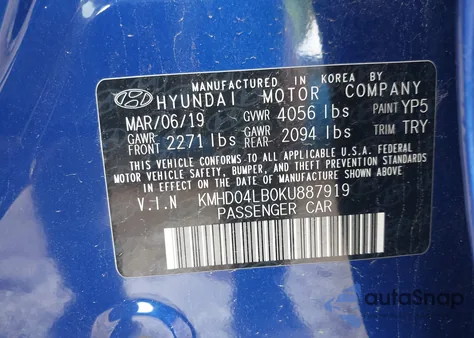 MANUFACTURED IN KOREA BY
HYUNDAI MOTOR COMPANY
MAR/06/19 GVWR 4056 lbs PAINT YP5
GAWR FRONT 2271 lbs GAWR REAR 2094 lbs TRIM TRY
THIS VEHICLE CONFORMS TO ALL APPLICABLE U.S.A. FEDERAL
MOTOR VEHICLE SAFETY, BUMPER, AND THEFT PREVENTION STANDARDS
IN EFFECT ON THE DATE OF MANUFACTURE SHOWN ABOVE.
V.I.N KMHD04LB0KU887919
PASSENGER CAR
autoSnap